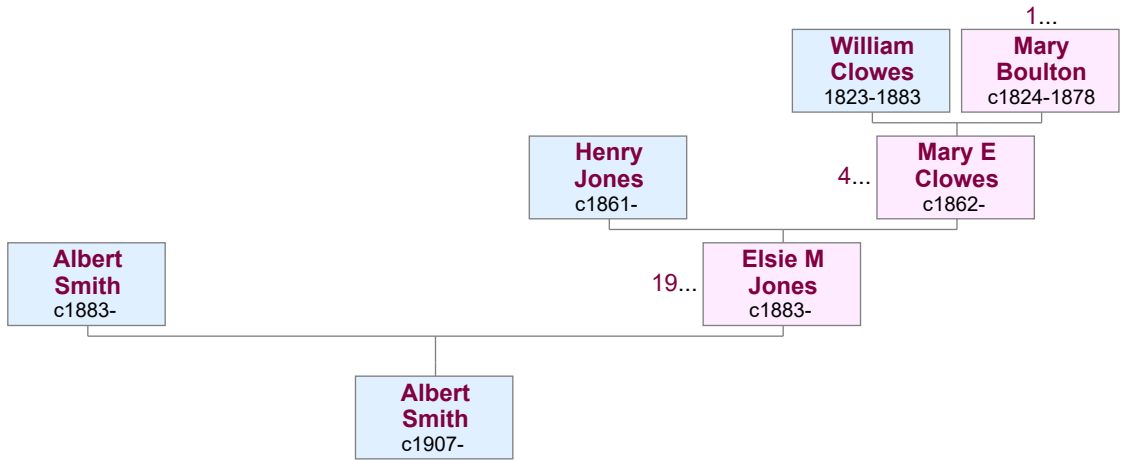 1...
William
Clowes
1823-1883
Mary
Boulton
c1824-1878
Henry
Jones
c1861-
4...
Mary E
Clowes
c1862-
Albert
Smith
c1883-
19...
Elsie M
Jones
c1883-
Albert
Smith
c1907-